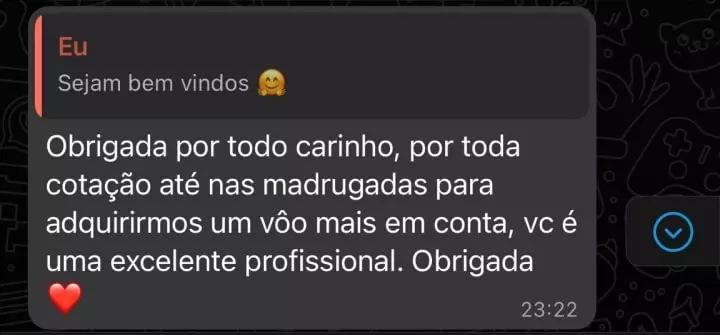 Eu
Sejam bem vindos 🤗
Obrigada por todo carinho, por toda
cotação até nas madrugadas para
adquirirmos um vôo mais em conta, vc é
uma excelente profissional. Obrigada
❤️
23:22